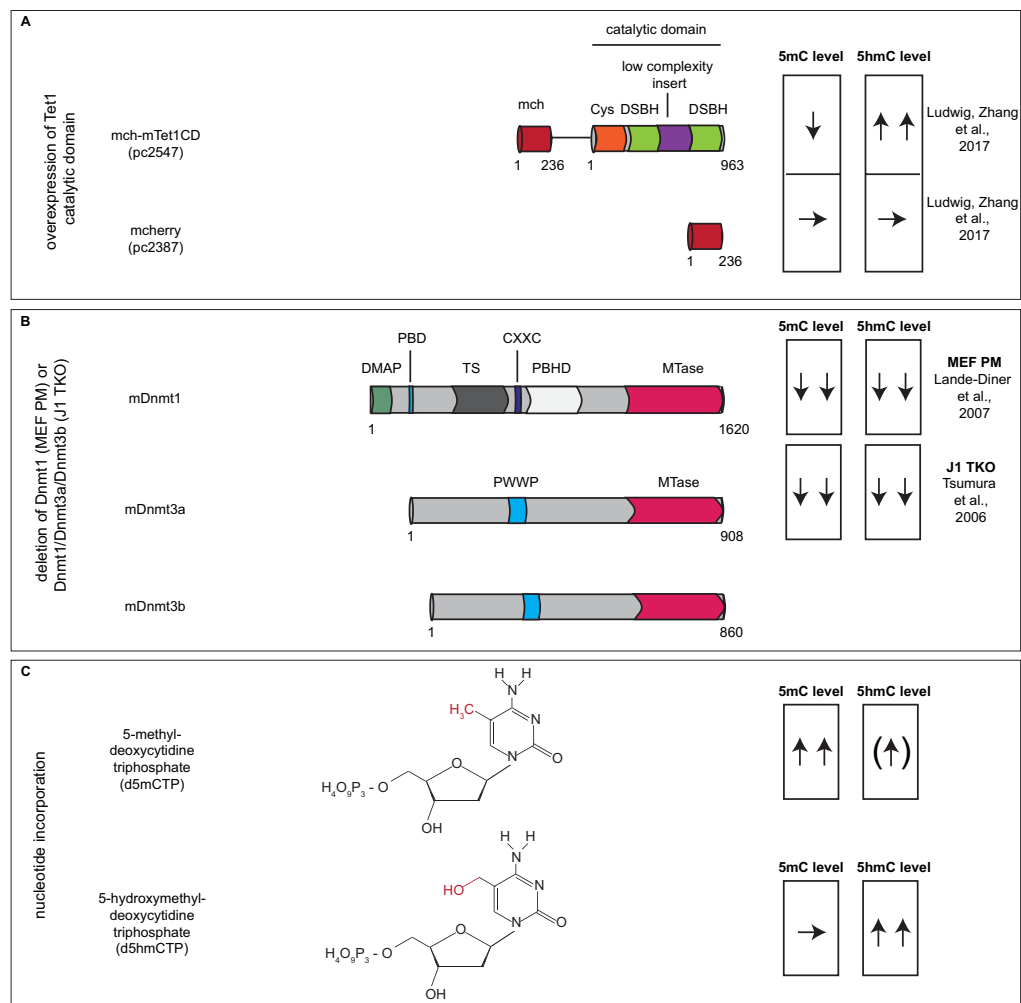 A
overexpression of Tet1
catalytic domain
mch-mTet1CD
(pc2547)
catalytic domain
low complexity
insert
mch
Cys DSBH DSBH
1 236 1 963
5mC level 5hmC level
↓ ↑ ↑
Ludwig, Zhang
et al.,
2017
mcherry
(pc2387)
1 236
→ →
Ludwig, Zhang
et al.,
2017
B
deletion of Dnmt1 (MEF PM) or
Dnmt1/Dnmt3a/Dnmt3b (J1 TKO)
mDnmt1
PBD CXXC
DMAP TS PBHD MTase
1 1620
5mC level 5hmC level
↓ ↓ ↓ ↓
MEF PM
Lande-Diner
et al.,
2007
mDnmt3a
PWWP MTase
1 908
↓ ↓ ↓ ↓
J1 TKO
Tsumura
et al.,
2006
mDnmt3b
1 860
C
nucleotide incorporation
5-methyl-
deoxycytidine
triphosphate
(d5mCTP)
H H
N
H₃C
N
N O
O
H₄O₉P₃ - O
OH
5mC level 5hmC level
↑ ↑ (↑)
5-hydroxymethyl-
deoxycytidine
triphosphate
(d5hmCTP)
H H
N
HO
N
N O
O
H₄O₉P₃ - O
OH
5mC level 5hmC level
→ ↑ ↑